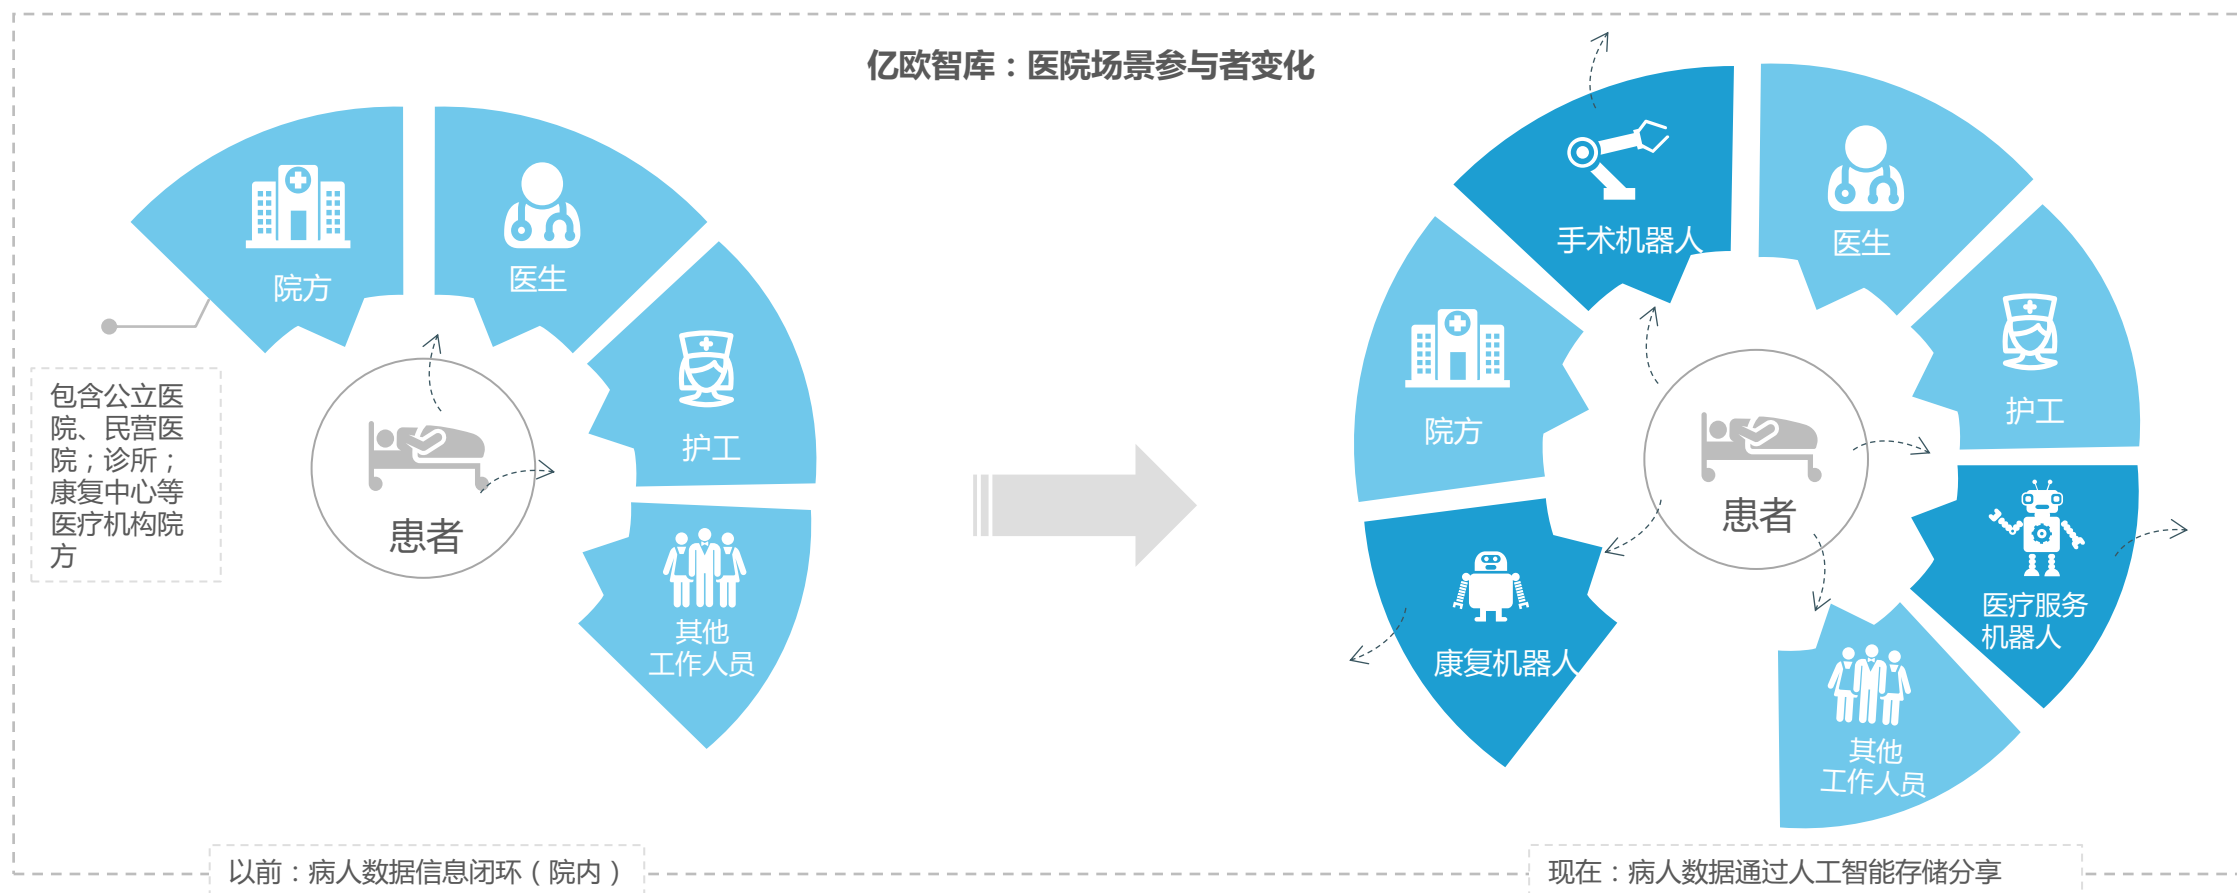 亿欧智库：医院场景参与者变化
院方
医生
护工
其他
工作人员
患者
包含公立医
院、民营医
院；诊所；
康复中心等
医疗机构院
方
以前：病人数据信息闭环（院内）
手术机器人
医生
护工
医疗服务
机器人
其他
工作人员
康复机器人
院方
患者
现在：病人数据通过人工智能存储分享